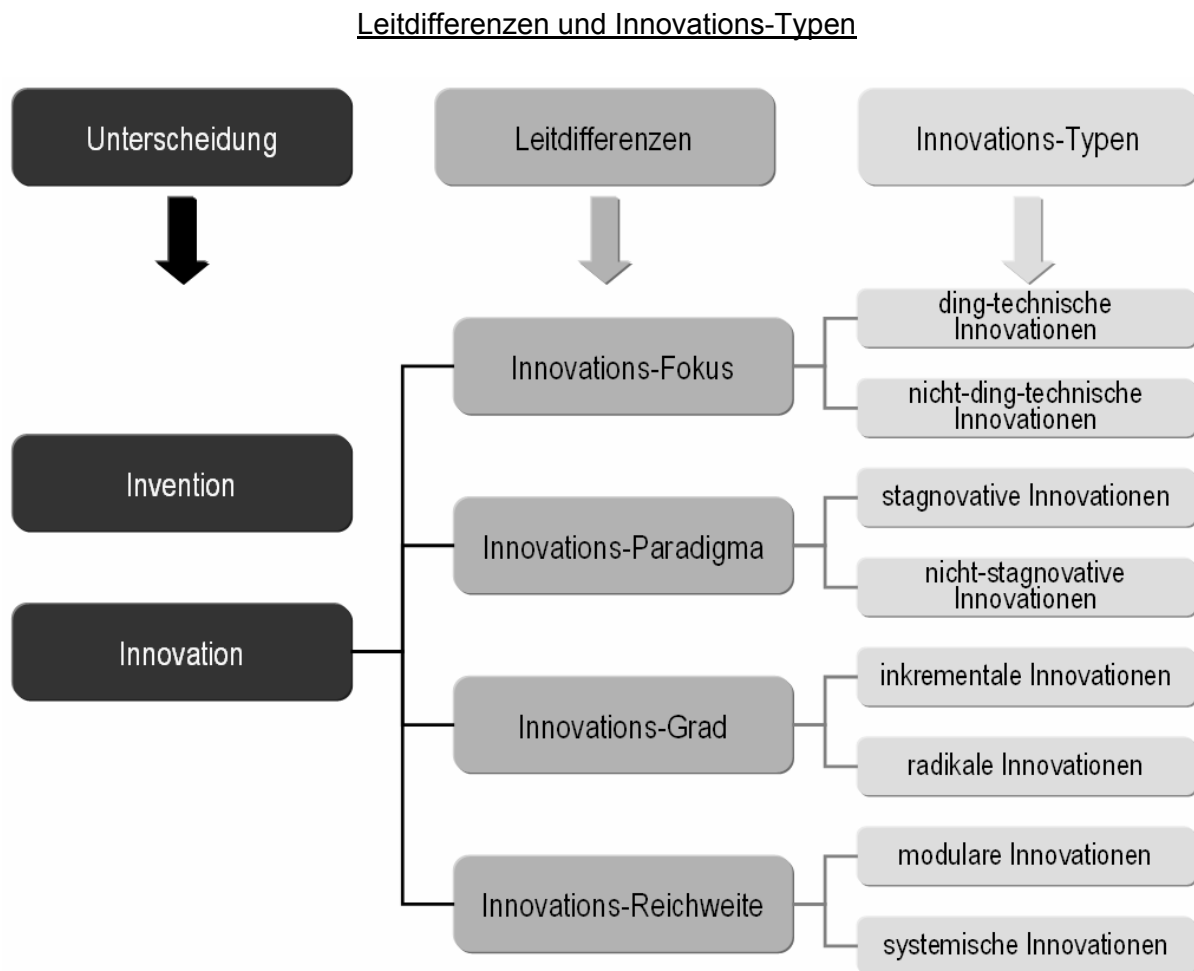 Leitdifferenzen und Innovations-Typen
Unterscheidung
Leitdifferenzen
Innovations-Typen
Invention
Innovation
Innovations-Fokus
ding-technische
Innovationen
nicht-ding-technische
Innovationen
Innovations-Paradigma
stagnovative Innovationen
nicht-stagnovative
Innovationen
Innovations-Grad
inkrementale Innovationen
radikale Innovationen
Innovations-Reichweite
modulare Innovationen
systemische Innovationen